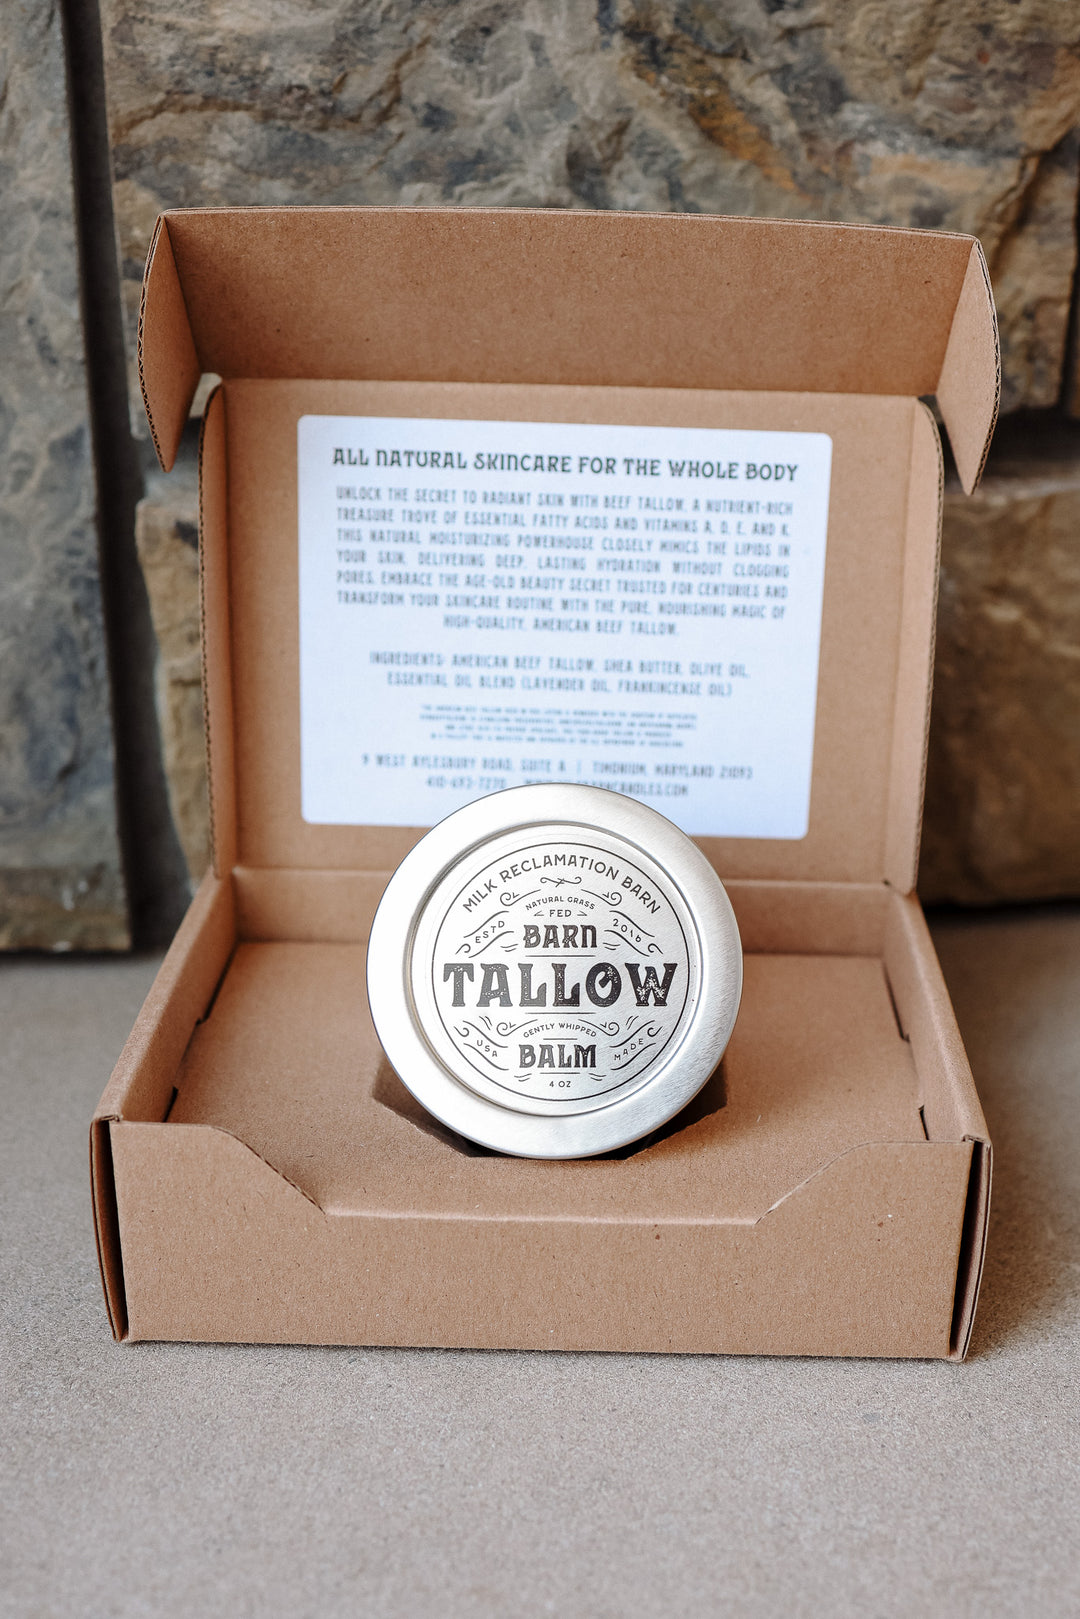 ALL NATURAL SKINCARE FOR THE WHOLE BODY
UNLOCK THE SECRET TO RADIANT SKIN WITH BEEF TALLOW, A NUTRIENT-RICH
TREASURE TROVE OF ESSENTIAL FATTY ACIDS AND VITAMINS A, D, E, AND K.
THIS NATURAL MOISTURIZING POWERHOUSE CLOSELY MIMICS THE LIPIDS IN
YOUR SKIN, DELIVERING DEEP, LASTING HYDRATION WITHOUT CLOGGING
PORES. EMBRACE THE AGE-OLD BEAUTY SECRET TRUSTED FOR CENTURIES AND
TRANSFORM YOUR SKINCARE ROUTINE WITH THE PURE, NOURISHING MAGIC OF
HIGH-QUALITY, AMERICAN BEEF TALLOW.
INGREDIENTS: AMERICAN BEEF TALLOW, SHEA BUTTER, OLIVE OIL,
ESSENTIAL OIL BLEND (LAVENDER OIL, FRANKINCENSE OIL)
9 WEST AYLESBURY ROAD, SUITE A | TIMONIUM, MARYLAND 21093
410-693-7270
MILK RECLAMATION BARN
NATURAL GRASS
FED
ESTD 2016
BARN
TALLOW
GENTLY WHIPPED
USA MADE
BALM
4 OZ